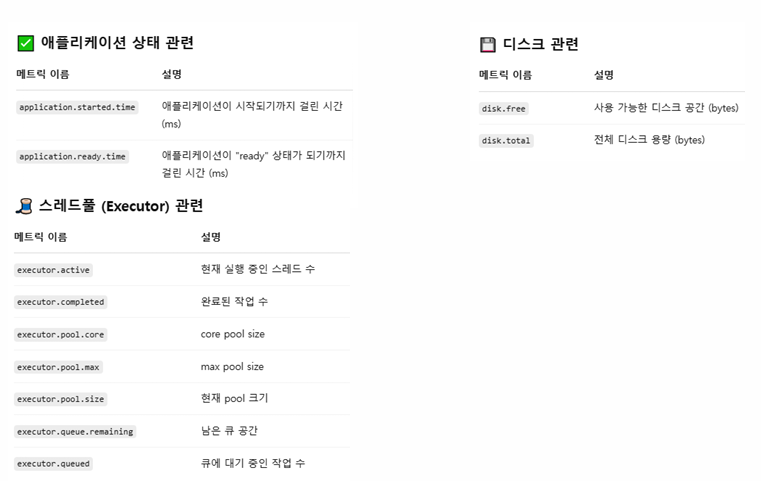 ✅ 애플리케이션 상태 관련
메트릭 이름 설명
application.started.time 애플리케이션이 시작되기까지 걸린 시간
(ms)
application.ready.time 애플리케이션이 "ready" 상태가 되기까지
걸린 시간 (ms)
🧵 스레드풀 (Executor) 관련
메트릭 이름 설명
executor.active 현재 실행 중인 스레드 수
executor.completed 완료된 작업 수
executor.pool.core core pool size
executor.pool.max max pool size
executor.pool.size 현재 pool 크기
executor.queue.remaining 남은 큐 공간
executor.queued 큐에 대기 중인 작업 수
💾 디스크 관련
메트릭 이름 설명
disk.free 사용 가능한 디스크 공간 (bytes)
disk.total 전체 디스크 용량 (bytes)